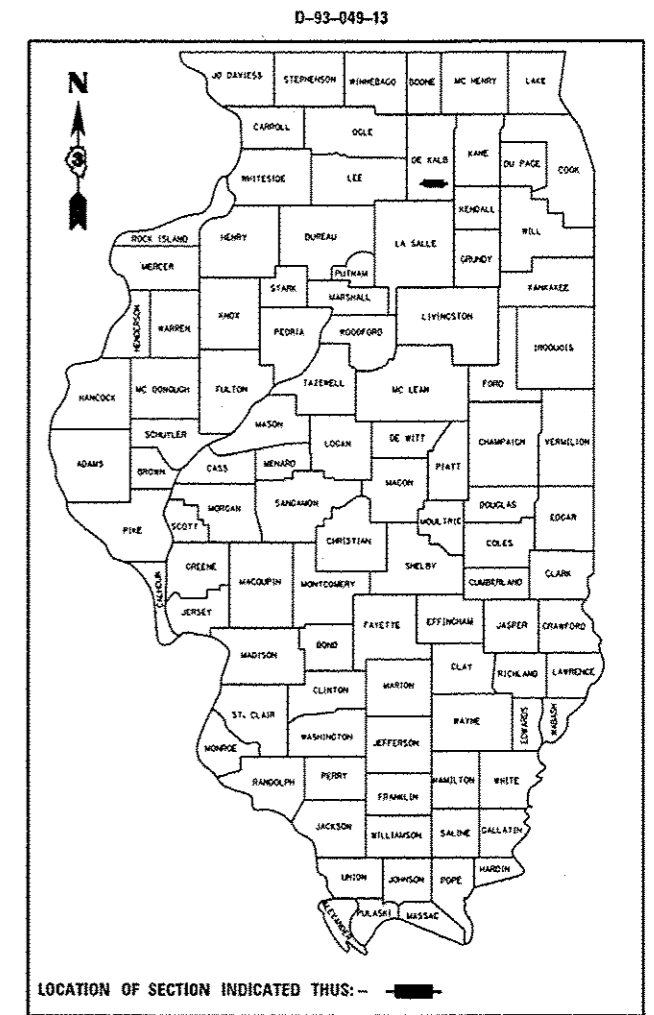 D-93-049-13
N
3
JO DAVIESS STEPHENSON WINNEBAGO BOONE MC HENRY LAKE
CARROLL OGLE DE KALB KANE DU PAGE COOK
WHITESIDE LEE
KENDALL
ROCK ISLAND HENRY BUREAU LA SALLE GRUNDY WILL
MERCER PUTNAM KANKAKEE
STARK MARSHALL
HENDERSON WARREN KNOX PEORIA WOODFORD LIVINGSTON IROQUOIS
HANCOCK MC DONOUGH FULTON TAZEWELL MC LEAN FORD
MASON
SCHUYLER LOGAN DE WITT CHAMPAIGN VERMILION
ADAMS BROWN CASS MENARD MACON PIATT
PIKE SCOTT MORGAN SANGAMON MOULTRIE DOUGLAS EDGAR
CHRISTIAN COLES
CALHOUN GREENE MACOUPIN MONTGOMERY SHELBY CUMBERLAND CLARK
JERSEY FAYETTE EFFINGHAM JASPER CRAWFORD
MADISON BOND
CLAY RICHLAND LAWRENCE
CLINTON MARION
ST. CLAIR WAYNE EDWARDS WABASH
MONROE WASHINGTON JEFFERSON
RANDOLPH PERRY HAMILTON WHITE
FRANKLIN
JACKSON WILLIAMSON SALINE GALLATIN
UNION JOHNSON POPE HARDIN
ALEXANDER PULASKI MASSAC
LOCATION OF SECTION INDICATED THUS: –